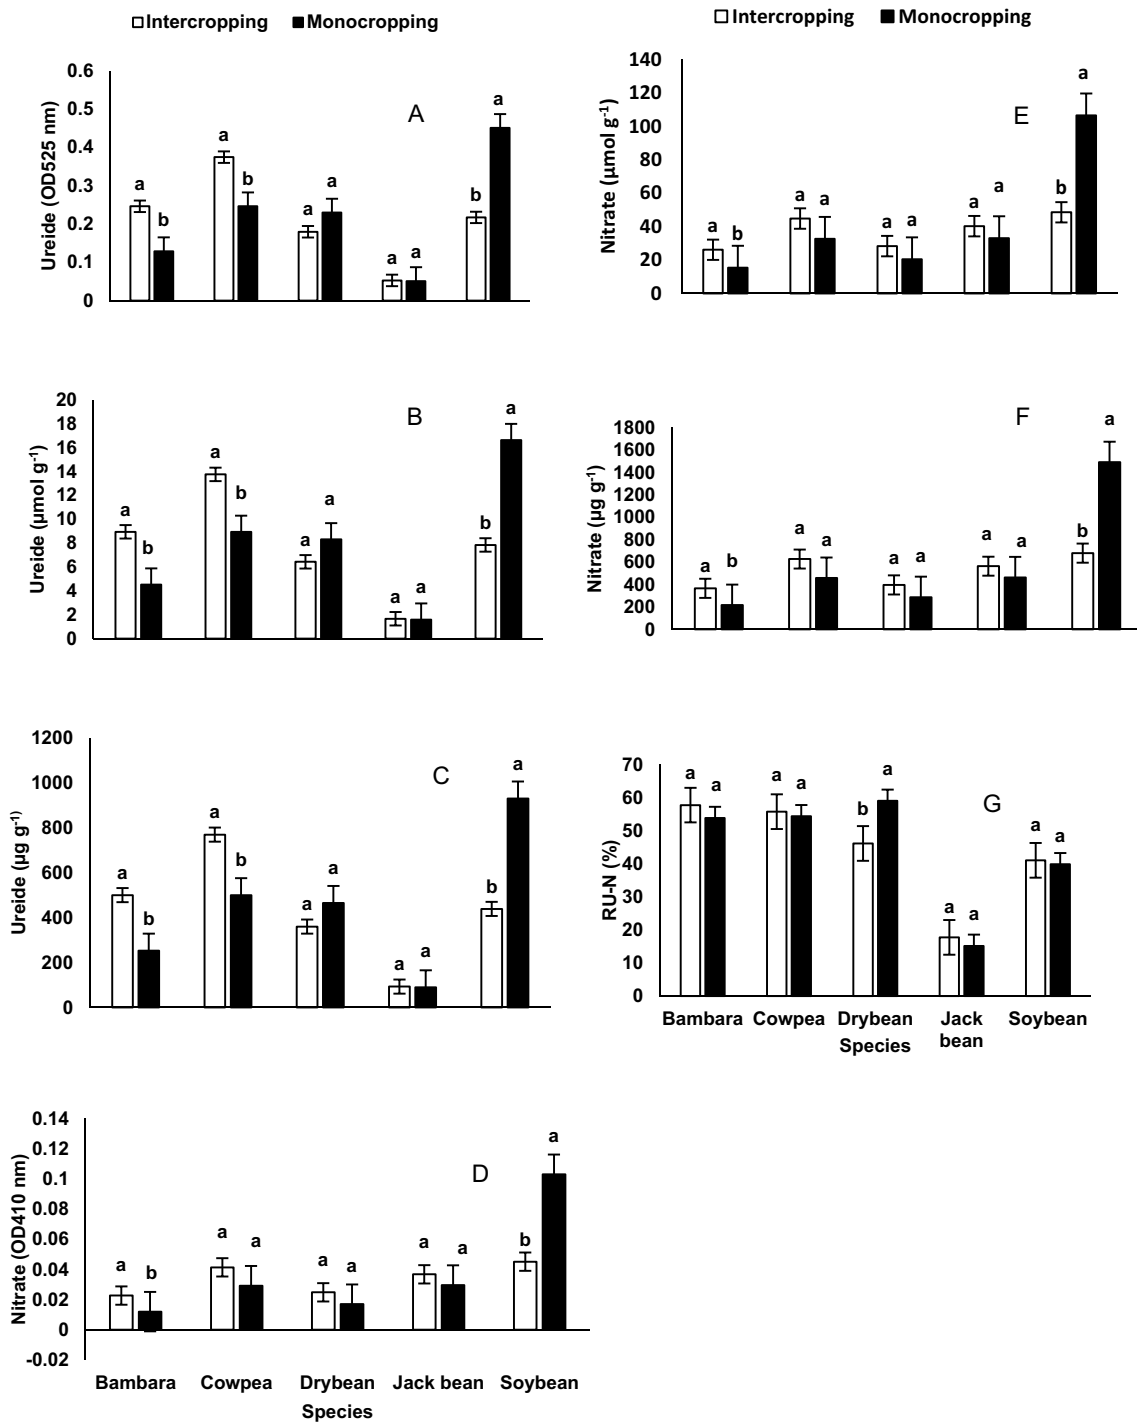 Intercropping Monocropping
A
Ureide (OD525 nm)
0.6
0.5
0.4
0.3
0.2
0.1
0
a b a b a a a a b a
B
Ureide (µmol g-1)
20
18
16
14
12
10
8
6
4
2
0
a b a b a a a a b a
C
Ureide (µg g-1)
1200
1000
800
600
400
200
0
a b a b a a a a b a
D
Nitrate (OD410 nm)
0.14
0.12
0.1
0.08
0.06
0.04
0.02
0
-0.02
a b a a a a a a b a
Bambara Cowpea Drybean Jack bean Soybean
Species
Intercropping Monocropping
E
Nitrate (µmol g-1)
140
120
100
80
60
40
20
0
a b a a a a a a b a
F
Nitrate (µg g-1)
1800
1600
1400
1200
1000
800
600
400
200
0
a b a a a a a a b a
G
RU-N (%)
70
60
50
40
30
20
10
0
a a a a b a a a a a
Bambara Cowpea Drybean Jack Soybean
Species bean